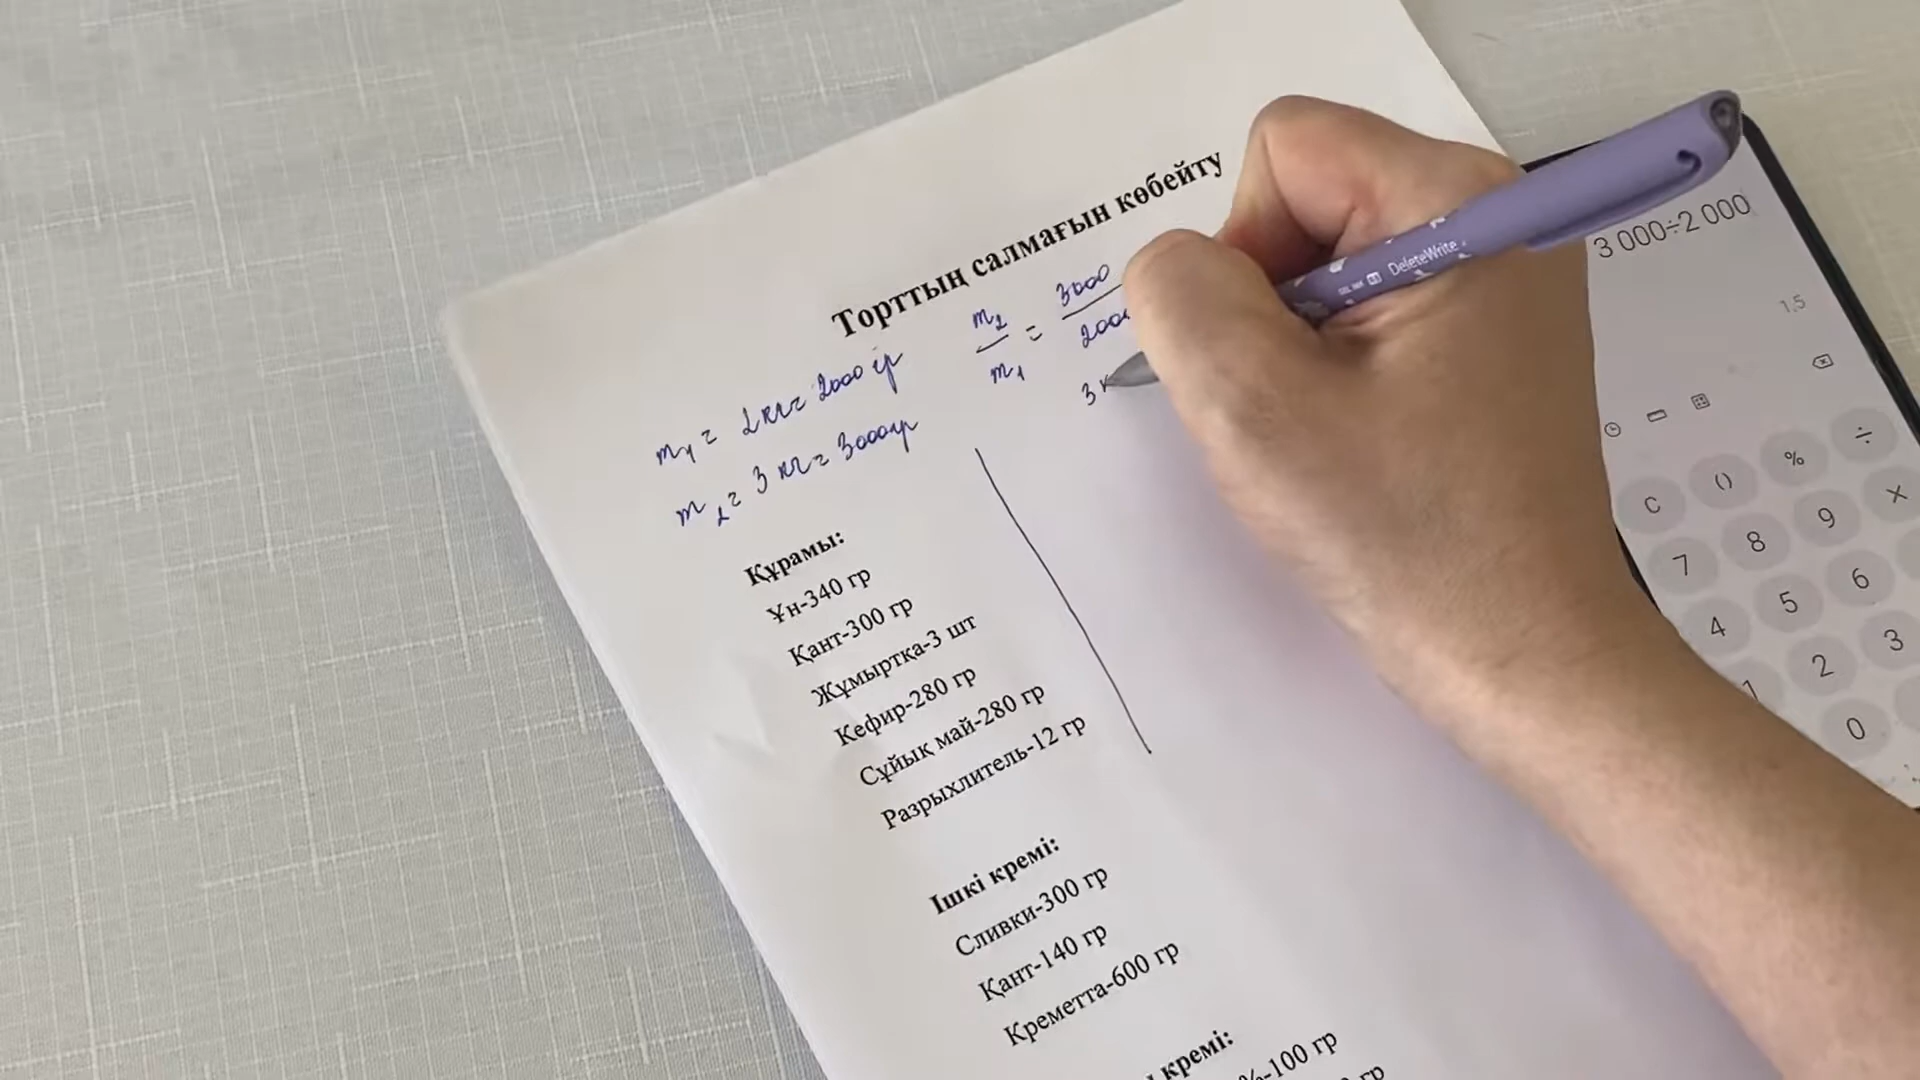 Торттың салмағын көбейту
m₁ = 2кг = 2000 гр
m₂ = 3 кг = 3000гр
m₂
m₁
=
3000
2000
3 к
Құрамы:
Ұн-340 гр
Қант-300 гр
Жұмыртқа-3 шт
Кефир-280 гр
Сұйық май-280 гр
Разрыхлитель-12 гр
Ішкі кремі:
Сливки-300 гр
Қант-140 гр
Креметта-600 гр
кремі:
%-100 гр
гр
DeleteWrite
3 000÷2 000
1,5
C () % ÷
7 8 9 ×
4 5 6
1 2 3
0